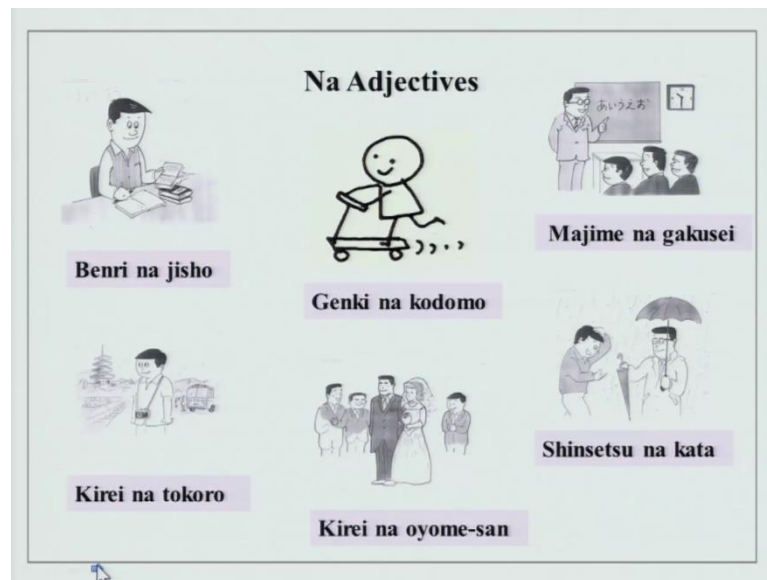 Na Adjectives
あいうえお
Majime na gakusei
Benri na jisho
Genki na kodomo
Shinsetsu na kata
Kirei na tokoro
Kirei na oyome-san